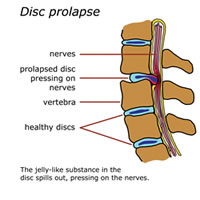 Disc prolapse
nerves
prolapsed disc
pressing on
nerves
vertebra
healthy discs
The jelly-like substance in the
disc spills out, pressing on the nerves.